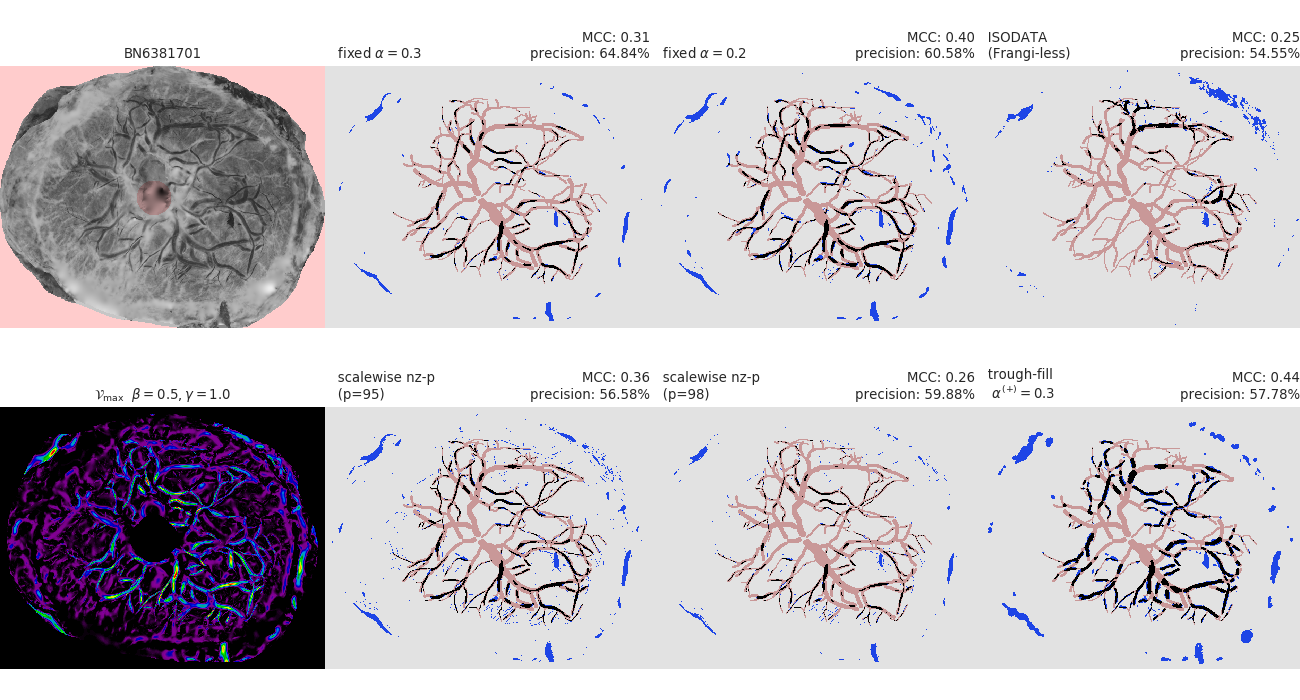 BN6381701
fixed α = 0.3
MCC: 0.31
precision: 64.84%
fixed α = 0.2
MCC: 0.40
precision: 60.58%
ISODATA
(Frangi-less)
MCC: 0.25
precision: 54.55%
𝒱max β = 0.5, γ = 1.0
scalewise nz-p
(p=95)
MCC: 0.36
precision: 56.58%
scalewise nz-p
(p=98)
MCC: 0.26
precision: 59.88%
trough-fill
α(+) = 0.3
MCC: 0.44
precision: 57.78%